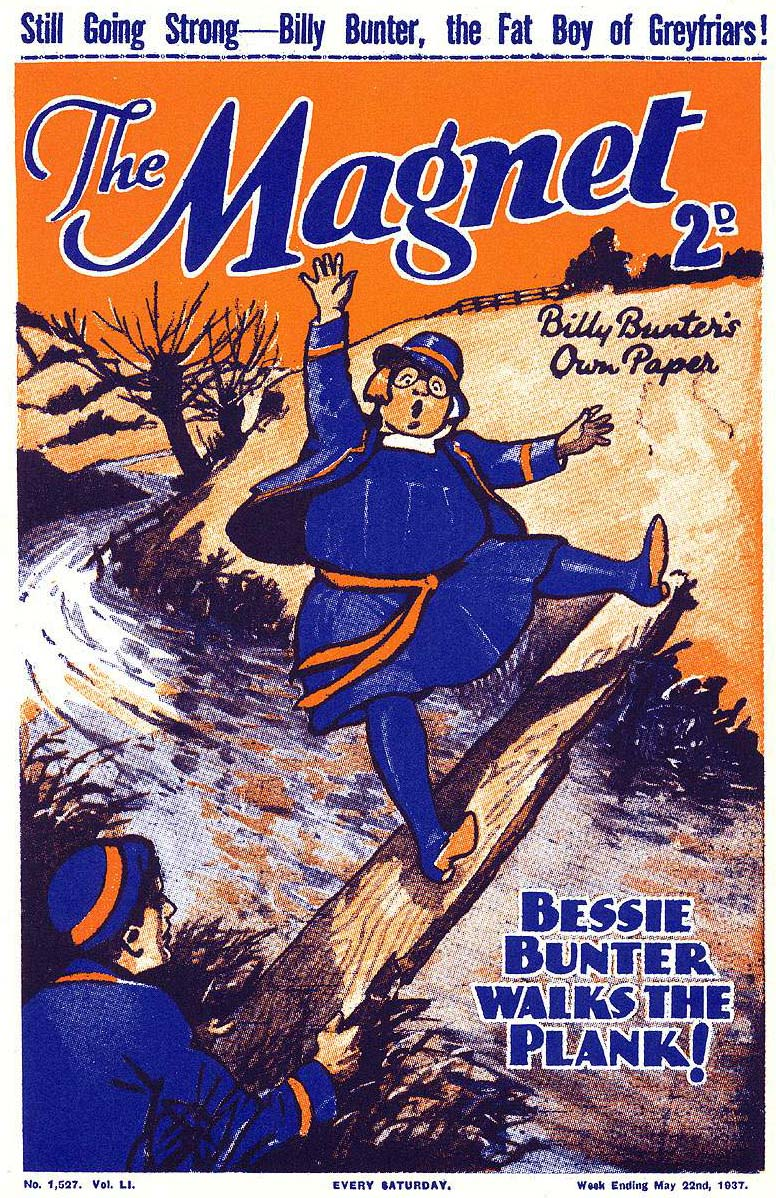 Still Going Strong—Billy Bunter, the Fat Boy of Greyfriars!
The Magnet
2D
Billy Bunter's
Own Paper
BESSIE
BUNTER
WALKS THE
PLANK!
No. 1,527. Vol. LI. EVERY SATURDAY. Week Ending May 22nd, 1937.